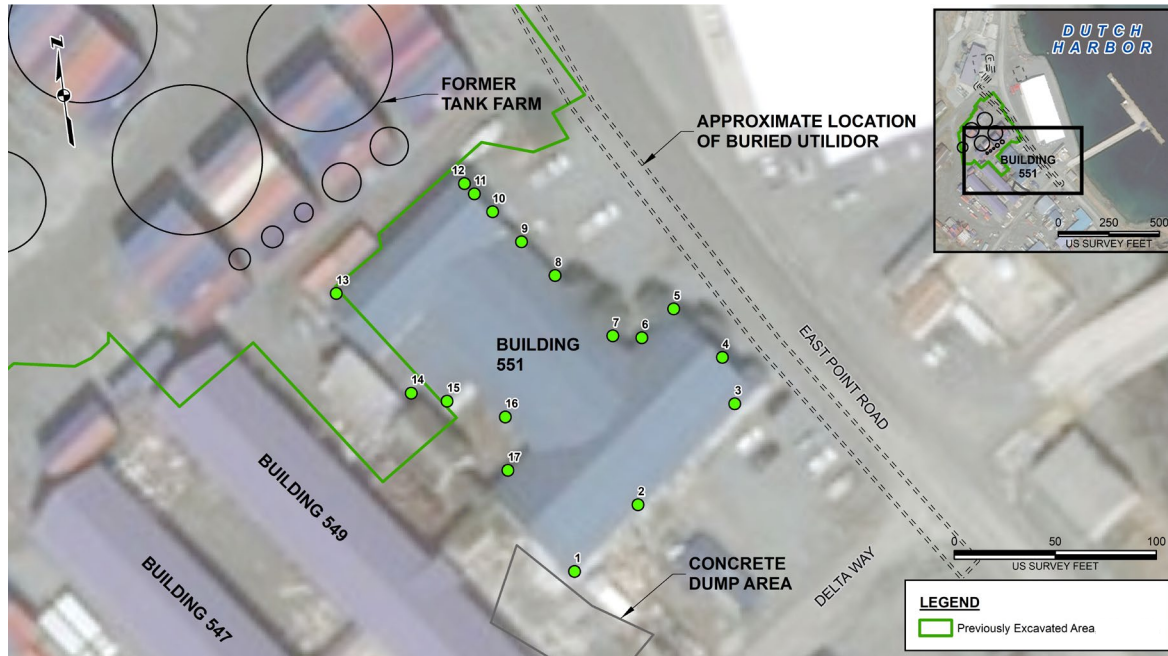 N
FORMER
TANK FARM
APPROXIMATE LOCATION
OF BURIED UTILIDOR
DUTCH
HARBOR
BUILDING
551
0 250 500
US SURVEY FEET
12
11
10
9
8
13
5
7
6
4
BUILDING
551
EAST POINT ROAD
14
15
16
3
17
2
BUILDING 549
BUILDING 547
1
CONCRETE
DUMP AREA
DELTA WAY
0 50 100
US SURVEY FEET
LEGEND
Previously Excavated Area